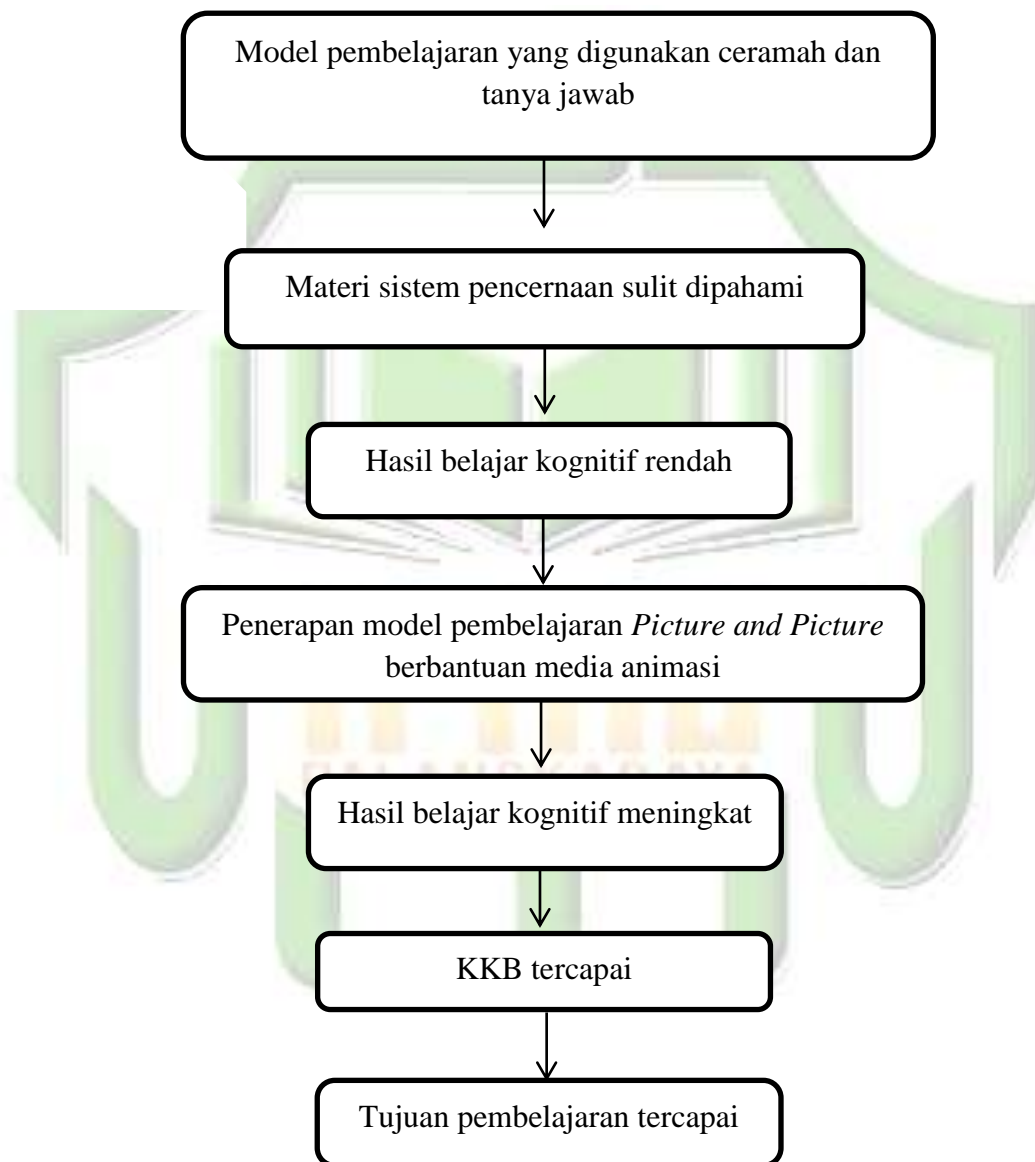 Model pembelajaran yang digunakan ceramah dan
tanya jawab
Materi sistem pencernaan sulit dipahami
Hasil belajar kognitif rendah
Penerapan model pembelajaran Picture and Picture
berbantuan media animasi
Hasil belajar kognitif meningkat
KKB tercapai
Tujuan pembelajaran tercapai